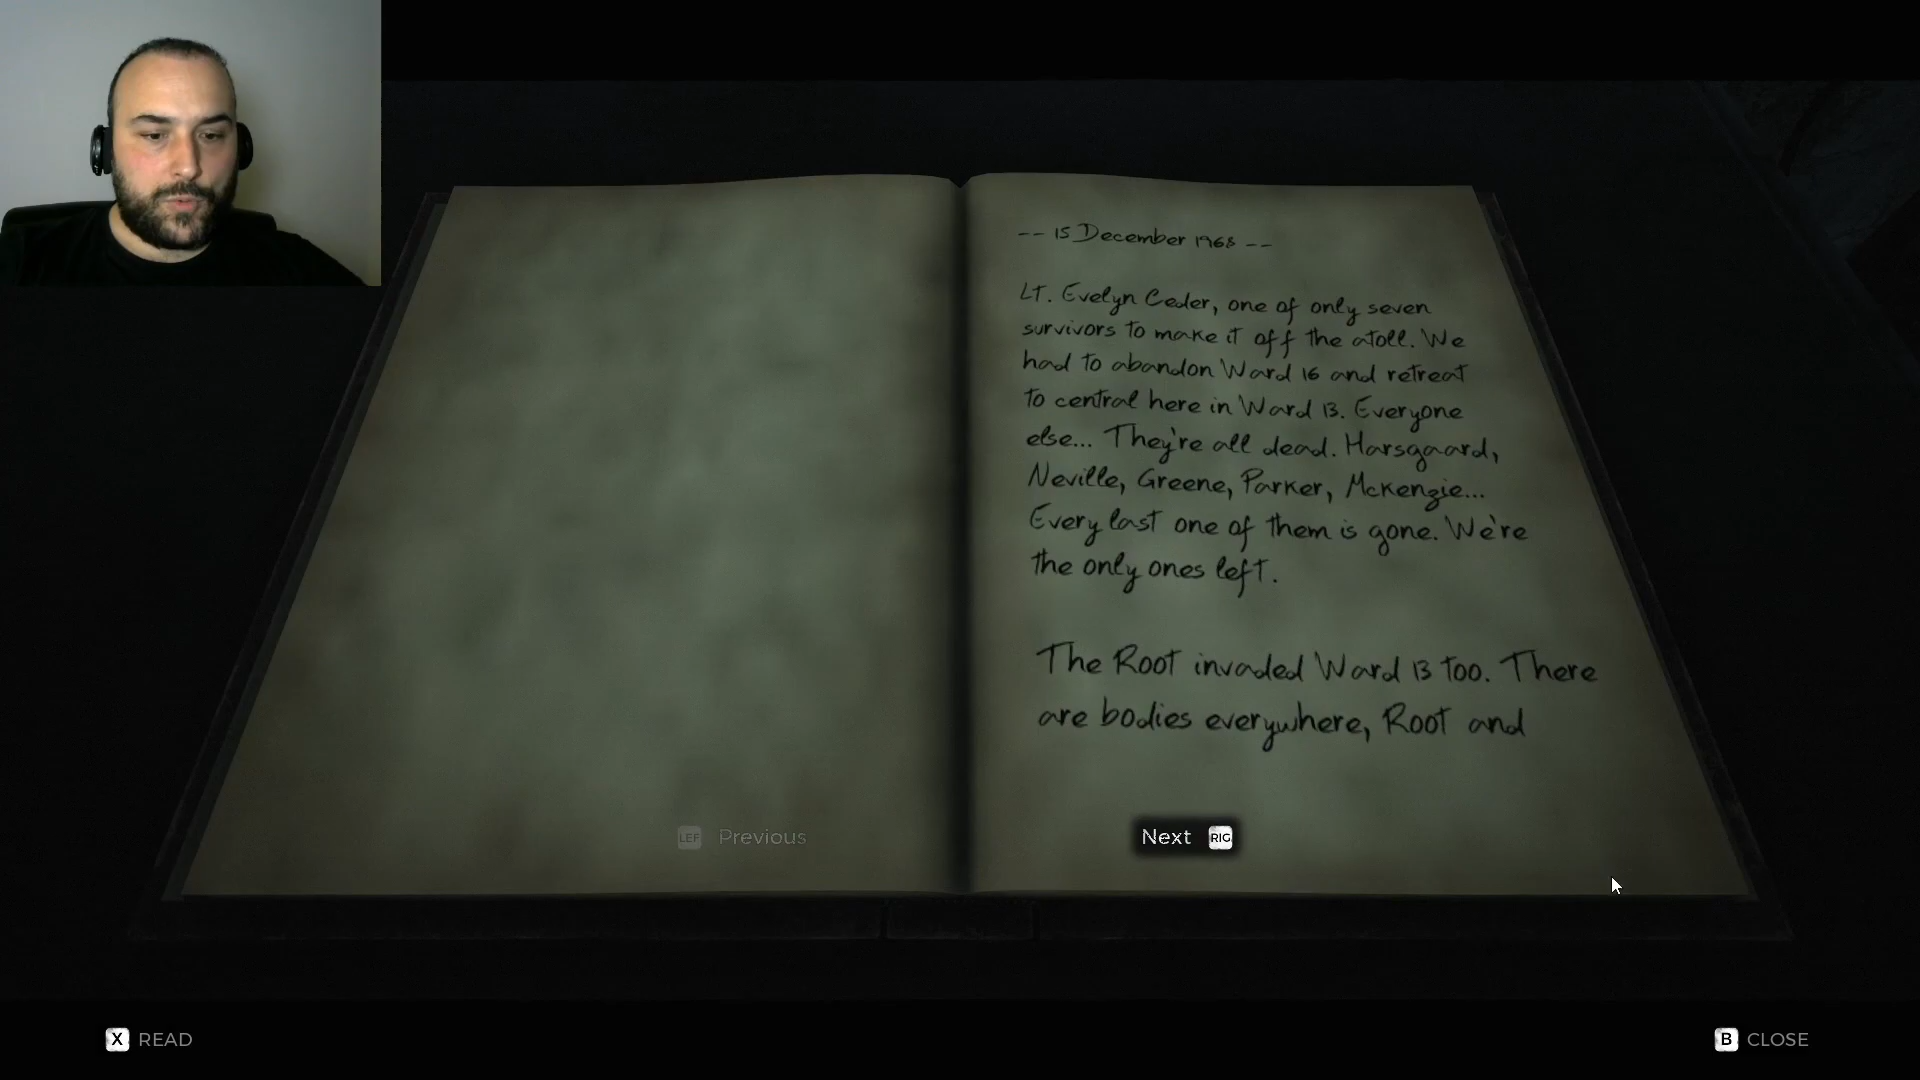 -- 15 December 1968 --
Lt. Evelyn Ceder, one of only seven
survivors to make it off the atoll. We
had to abandon Ward 16 and retreat
to central here in Ward 13. Everyone
else... They're all dead. Harsgaard,
Neville, Greene, Parker, McKenzie...
Every last one of them is gone. We're
the only ones left.
The Root invaded Ward 13 too. There
are bodies everywhere, Root and
LEF Previous
Next RIG
X READ
B CLOSE